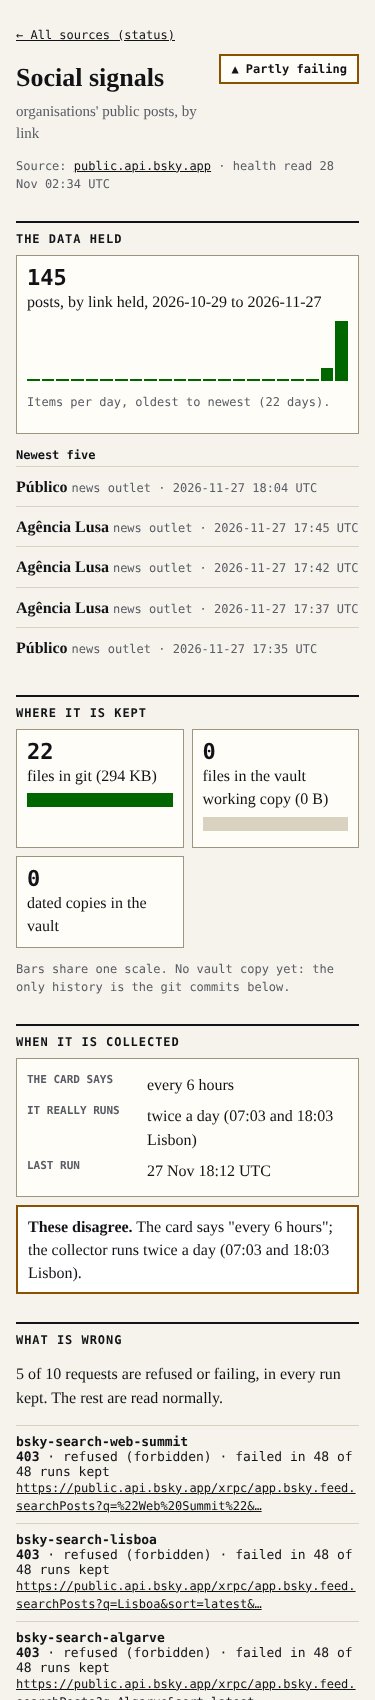 ← All sources (status)
Social signals
▲ Partly failing
organisations' public posts, by
link
Source: public.api.bsky.app · health read 28
Nov 02:34 UTC
THE DATA HELD
145
posts, by link held, 2026-10-29 to 2026-11-27
Items per day, oldest to newest (22 days).
Newest five
Público news outlet · 2026-11-27 18:04 UTC
Agência Lusa news outlet · 2026-11-27 17:45 UTC
Agência Lusa news outlet · 2026-11-27 17:42 UTC
Agência Lusa news outlet · 2026-11-27 17:37 UTC
Público news outlet · 2026-11-27 17:35 UTC
WHERE IT IS KEPT
22
files in git (294 KB)
0
files in the vault
working copy (0 B)
0
dated copies in the
vault
Bars share one scale. No vault copy yet: the
only history is the git commits below.
WHEN IT IS COLLECTED
THE CARD SAYS every 6 hours
IT REALLY RUNS twice a day (07:03 and 18:03
Lisbon)
LAST RUN 27 Nov 18:12 UTC
These disagree. The card says "every 6 hours";
the collector runs twice a day (07:03 and 18:03
Lisbon).
WHAT IS WRONG
5 of 10 requests are refused or failing, in every run
kept. The rest are read normally.
bsky-search-web-summit
403 · refused (forbidden) · failed in 48 of
48 runs kept
https://public.api.bsky.app/xrpc/app.bsky.feed.
searchPosts?q=%22Web%20Summit%22&…
bsky-search-lisboa
403 · refused (forbidden) · failed in 48 of
48 runs kept
https://public.api.bsky.app/xrpc/app.bsky.feed.
searchPosts?q=Lisboa&sort=latest&…
bsky-search-algarve
403 · refused (forbidden) · failed in 48 of
48 runs kept
https://public.api.bsky.app/xrpc/app.bsky.feed.